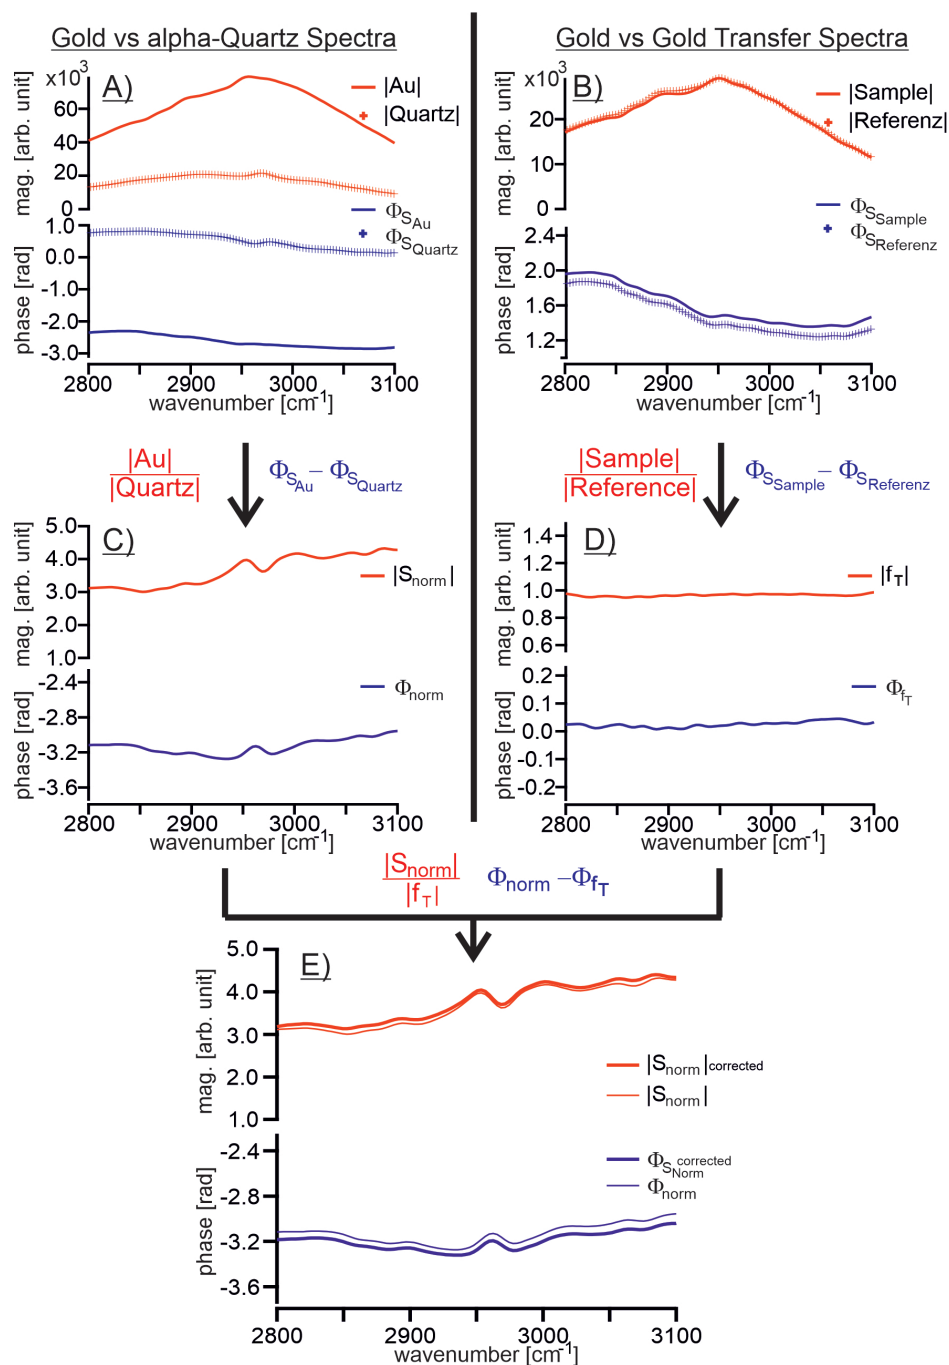 Gold vs alpha-Quartz Spectra
Gold vs Gold Transfer Spectra
A)
x10³
mag. [arb. unit]
60
40
20
0
|Au|
|Quartz|
Φ_S_Au
Φ_S_Quartz
phase [rad]
1.0
0.0
-1.0
-2.0
-3.0
2800 2900 3000 3100
wavenumber [cm⁻¹]
B)
x10³
mag. [arb. unit]
20
10
0
|Sample|
|Referenz|
Φ_S_Sample
Φ_S_Referenz
phase [rad]
2.4
2.0
1.6
1.2
2800 2900 3000 3100
wavenumber [cm⁻¹]
|Au|
|Quartz|
Φ_S_Au – Φ_S_Quartz
|Sample|
|Reference|
Φ_S_Sample – Φ_S_Referenz
C)
mag. [arb. unit]
5.0
4.0
3.0
2.0
1.0
|S_norm|
phase [rad]
-2.4
-2.8
-3.2
-3.6
Φ_norm
2800 2900 3000 3100
wavenumber [cm⁻¹]
D)
mag. [arb. unit]
1.4
1.2
1.0
0.8
0.6
|f_T|
phase [rad]
0.2
0.1
0.0
-0.1
-0.2
Φ_f_T
2800 2900 3000 3100
wavenumber [cm⁻¹]
|S_norm|
|f_T|
Φ_norm – Φ_f_T
E)
mag. [arb. unit]
5.0
4.0
3.0
2.0
1.0
|S_norm|corrected
|S_norm|
phase [rad]
-2.4
-2.8
-3.2
-3.6
Φ_S_Norm corrected
Φ_norm
2800 2900 3000 3100
wavenumber [cm⁻¹]